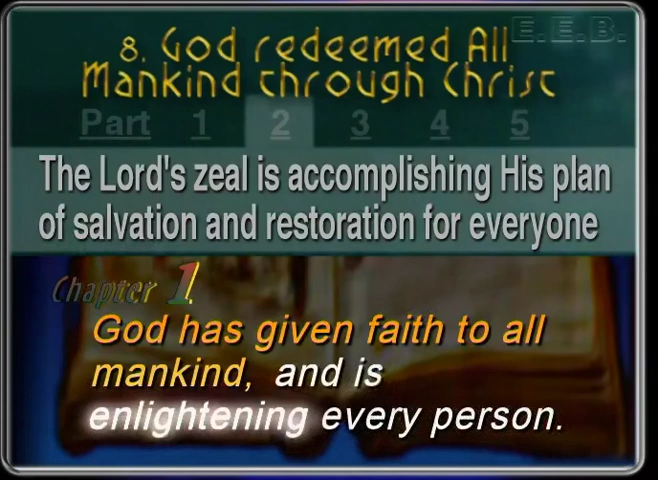 E.E.B.
8. God redeemed All
Mankind through Christ
Part 1 2 3 4 5
The Lord's zeal is accomplishing His plan
of salvation and restoration for everyone
Chapter 1.
God has given faith to all
mankind, and is
enlightening every person.